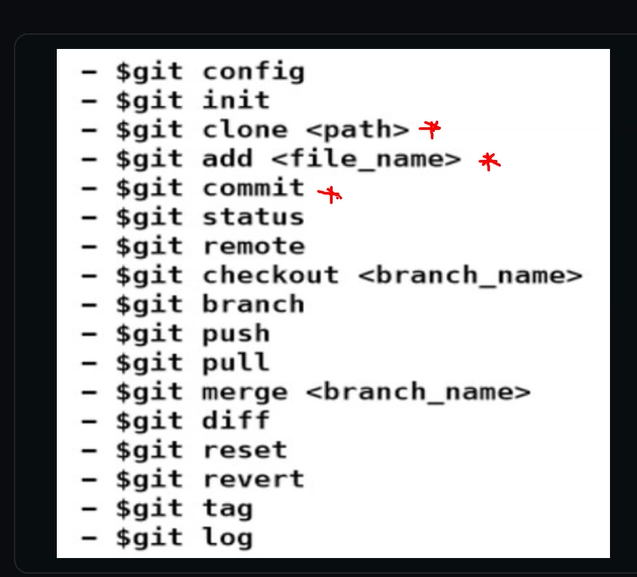 – $git config
– $git init
– $git clone <path> *
– $git add <file_name> *
– $git commit *
– $git status
– $git remote
– $git checkout <branch_name>
– $git branch
– $git push
– $git pull
– $git merge <branch_name>
– $git diff
– $git reset
– $git revert
– $git tag
– $git log